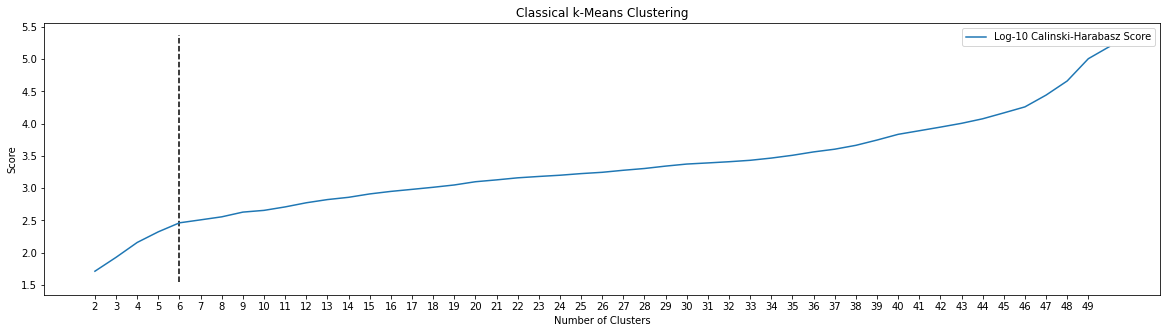 Classical k-Means Clustering
Log-10 Calinski-Harabasz Score
Score
5.5
5.0
4.5
4.0
3.5
3.0
2.5
2.0
1.5
2 3 4 5 6 7 8 9 10 11 12 13 14 15 16 17 18 19 20 21 22 23 24 25 26 27 28 29 30 31 32 33 34 35 36 37 38 39 40 41 42 43 44 45 46 47 48 49
Number of Clusters